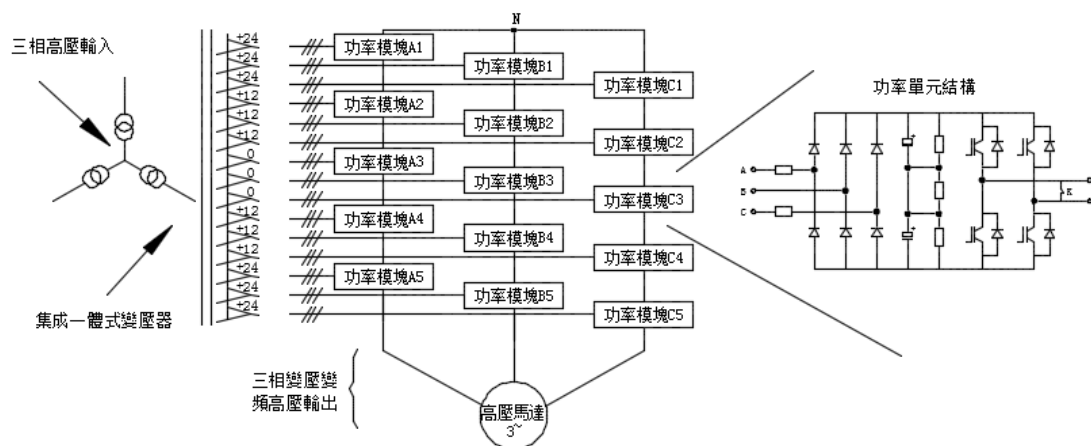 三相高壓輸入
集成一體式變壓器
+24
+24
+24
+12
+12
+12
0
0
0
+12
+12
+12
+24
+24
+24
N
功率模塊A1
功率模塊B1
功率模塊C1
功率模塊A2
功率模塊B2
功率模塊C2
功率模塊A3
功率模塊B3
功率模塊C3
功率模塊A4
功率模塊B4
功率模塊C4
功率模塊A5
功率模塊B5
功率模塊C5
三相變壓變
頻高壓輸出
高壓馬達
3~
功率單元結構
A
B
C
+
+
K